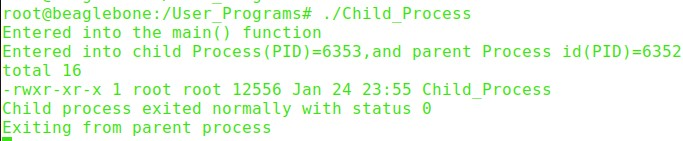 root@beaglebone:/User_Programs# ./Child_Process
Entered into the main() function
Entered into child Process(PID)=6353,and parent Process id(PID)=6352
total 16
-rwxr-xr-x 1 root root 12556 Jan 24 23:55 Child_Process
Child process exited normally with status 0
Exiting from parent process